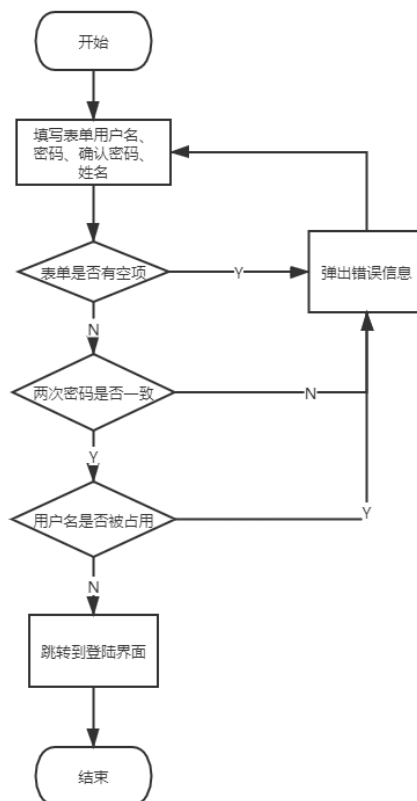 开始
填写表单用户名、
密码、确认密码、
姓名
表单是否有空项
Y
弹出错误信息
N
两次密码是否一致
N
Y
用户名是否被占用
Y
N
跳转到登陆界面
结束